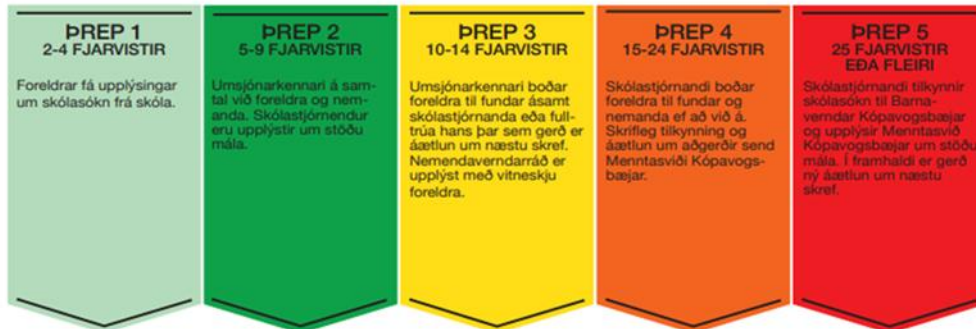 ÞREP 1
2-4 FJARVISTIR
Foreldrar fá upplýsingar
um skólasókn frá skóla.
ÞREP 2
5-9 FJARVISTIR
Umsjónarkennari á sam-
tal við foreldra og nem-
anda. Skólastjórnendur
eru upplýstir um stöðu
mála.
ÞREP 3
10-14 FJARVISTIR
Umsjónarkennari boðar
foreldra til fundar ásamt
skólastjórnanda eða full-
trúa hans þar sem gerð er
áætlun um næstu skref.
Nemendaverndarráð er
upplýst með vitneskju
foreldra.
ÞREP 4
15-24 FJARVISTIR
Skólastjórnandi boðar
foreldra til fundar og
nemanda ef að við á.
Skrifleg tilkynning og
áætlun um aðgerðir send
Menntasviði Kópavogs-
bæjar.
ÞREP 5
25 FJARVISTIR
EÐA FLEIRI
Skólastjórnandi tilkynnir
skólasókn til Barna-
verndar Kópavogsbæjar
og upplýsir Menntasvið
Kópavogsbæjar um stöðu
mála. Í framhaldi er gerð
ný áætlun um næstu
skref.